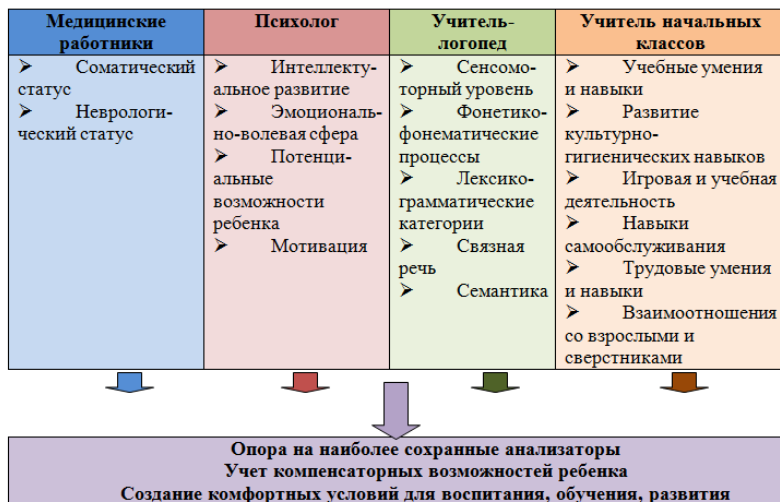 Медицинские
работники
➢ Соматический
статус
➢ Неврологи-
ческий статус
Психолог
➢ Интеллекту-
альное развитие
➢ Эмоциональ-
но-волевая сфера
➢ Потенци-
альные
возможности
ребенка
➢ Мотивация
Учитель-
логопед
➢ Сенсомо-
торный уровень
➢ Фонетико-
фонематические
процессы
➢ Лексико-
грамматические
категории
➢ Связная
речь
➢ Семантика
Учитель начальных
классов
➢ Учебные умения
и навыки
➢ Развитие
культурно-
гигиенических навыков
➢ Игровая и учебная
деятельность
➢ Навыки
самообслуживания
➢ Трудовые умения
и навыки
➢ Взаимоотношения
со взрослыми и
сверстниками
Опора на наиболее сохранные анализаторы
Учет компенсаторных возможностей ребенка
Создание комфортных условий для воспитания, обучения, развития